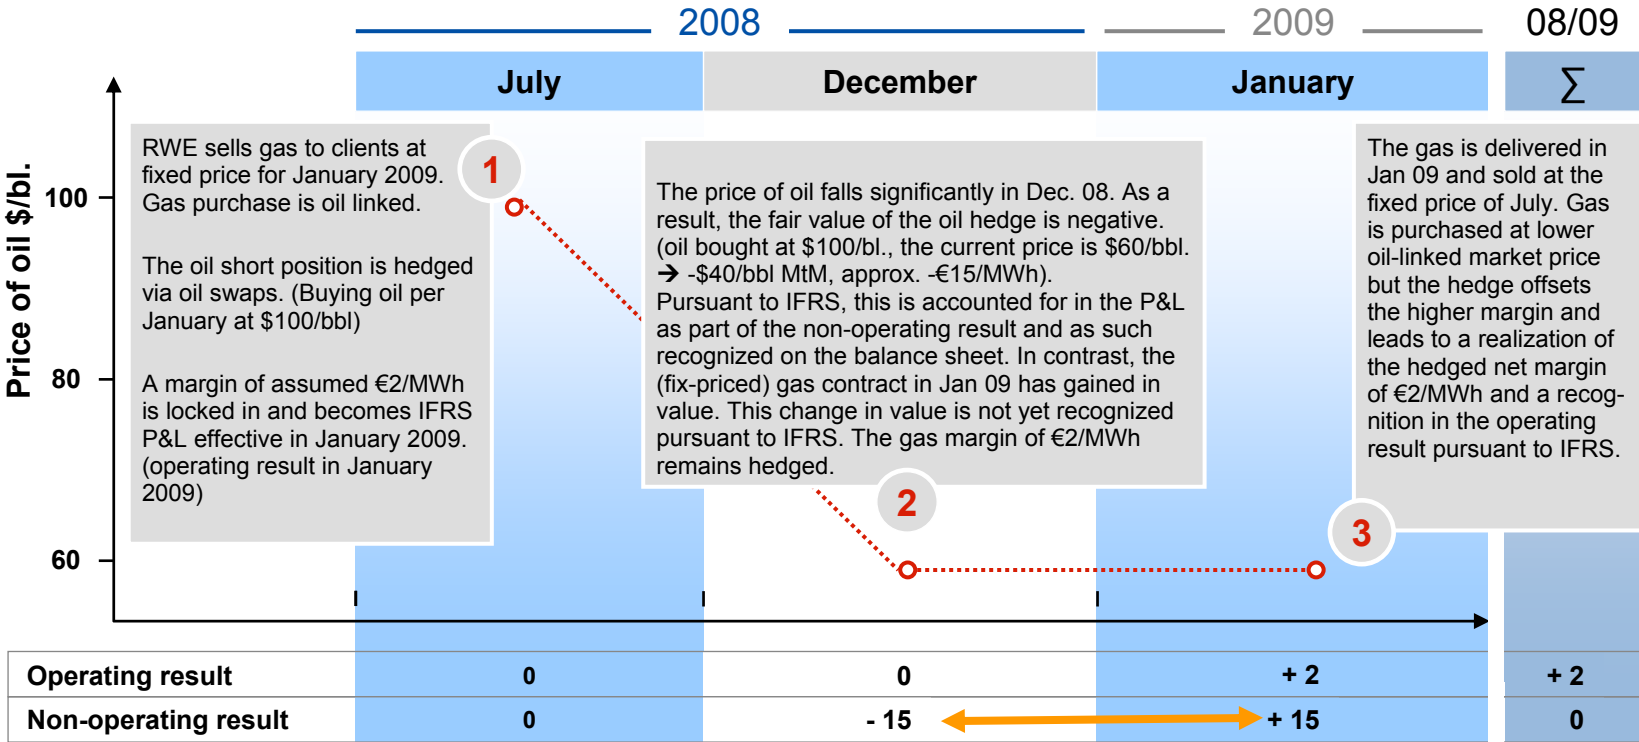 2008
2009
08/09
July
December
January
∑
Price of oil $/bl.
100
80
60
RWE sells gas to clients at
fixed price for January 2009.
Gas purchase is oil linked.
The oil short position is hedged
via oil swaps. (Buying oil per
January at $100/bbl)
A margin of assumed €2/MWh
is locked in and becomes IFRS
P&L effective in January 2009.
(operating result in January
2009)
1
The price of oil falls significantly in Dec. 08. As a
result, the fair value of the oil hedge is negative.
(oil bought at $100/bl., the current price is $60/bbl.
➔ -$40/bbl MtM, approx. -€15/MWh).
Pursuant to IFRS, this is accounted for in the P&L
as part of the non-operating result and as such
recognized on the balance sheet. In contrast, the
(fix-priced) gas contract in Jan 09 has gained in
value. This change in value is not yet recognized
pursuant to IFRS. The gas margin of €2/MWh
remains hedged.
2
The gas is delivered in
Jan 09 and sold at the
fixed price of July. Gas
is purchased at lower
oil-linked market price
but the hedge offsets
the higher margin and
leads to a realization of
the hedged net margin
of €2/MWh and a recog-
nition in the operating
result pursuant to IFRS.
3
Operating result 0 0 + 2 + 2
Non-operating result 0 - 15 + 15 0